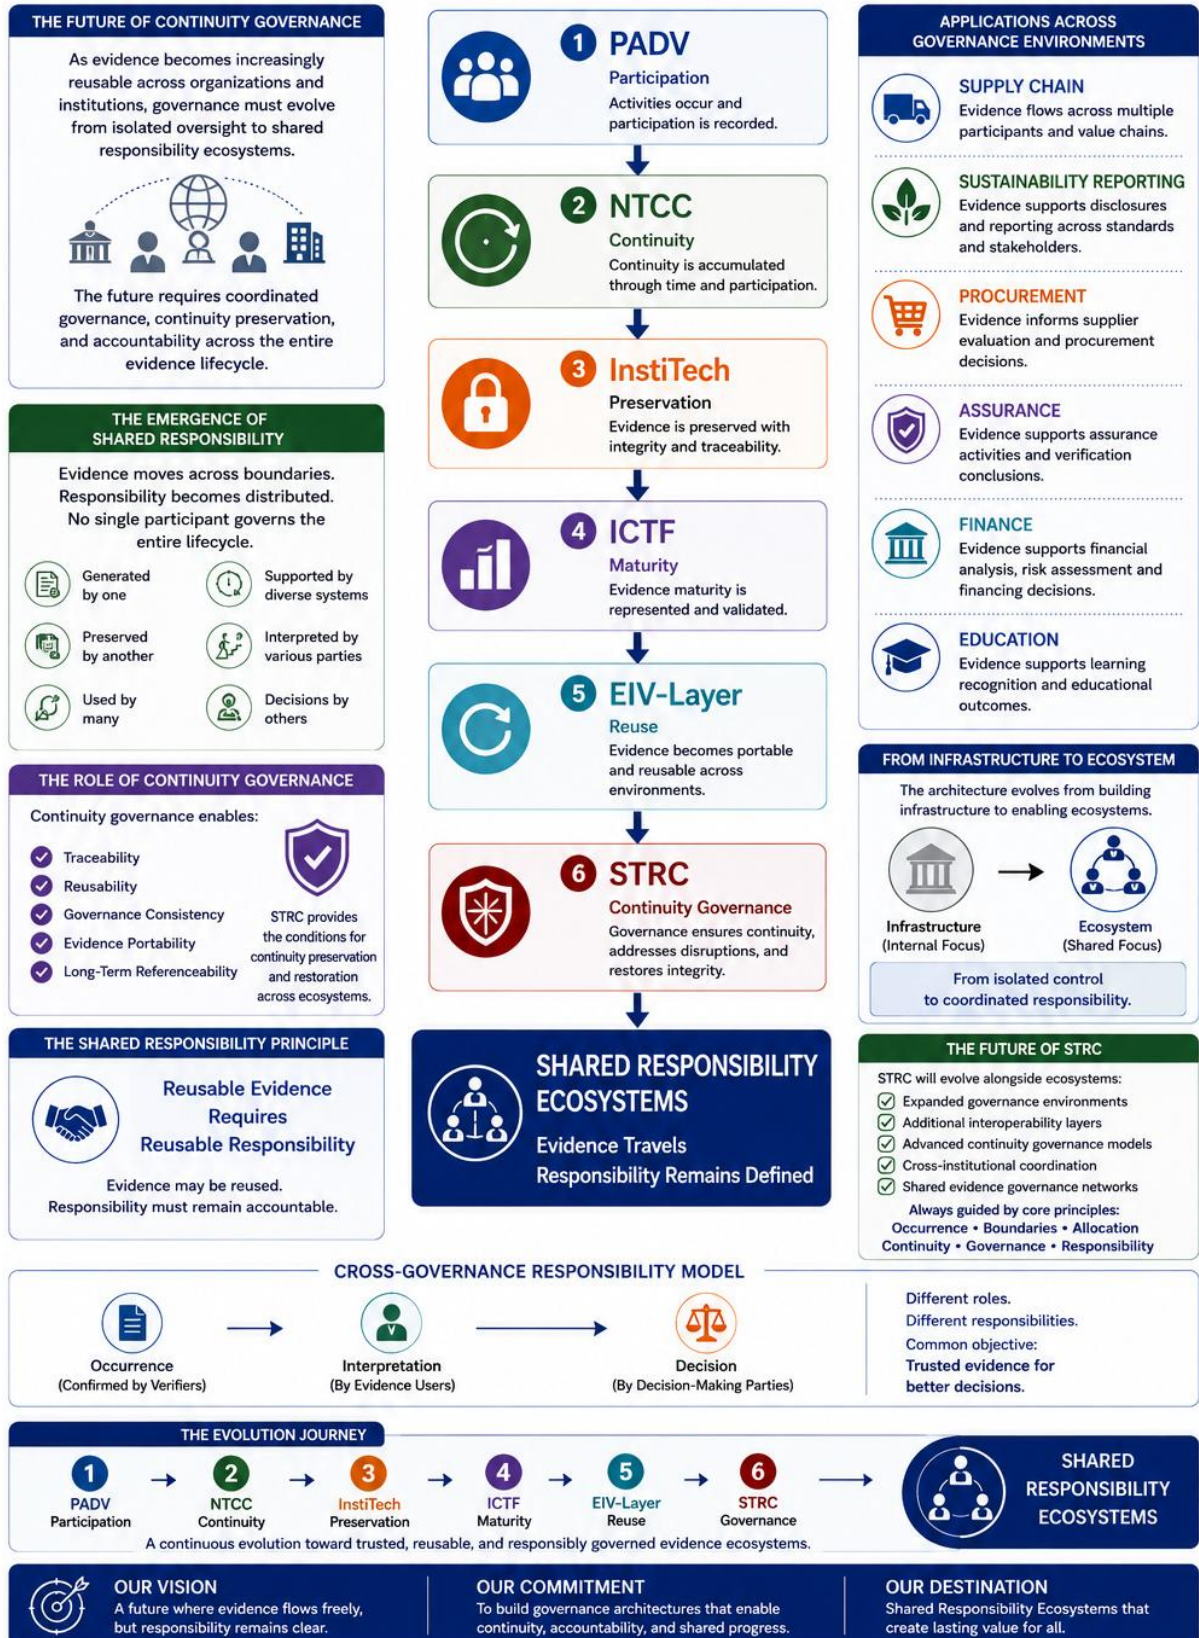 THE FUTURE OF CONTINUITY GOVERNANCE
As evidence becomes increasingly
reusable across organizations and
institutions, governance must evolve
from isolated oversight to shared
responsibility ecosystems.
The future requires coordinated
governance, continuity preservation,
and accountability across the entire
evidence lifecycle.
THE EMERGENCE OF
SHARED RESPONSIBILITY
Evidence moves across boundaries.
Responsibility becomes distributed.
No single participant governs the
entire lifecycle.
Generated
by one
Supported by
diverse systems
Preserved
by another
Interpreted by
various parties
Used by
many
Decisions by
others
THE ROLE OF CONTINUITY GOVERNANCE
Continuity governance enables:
Traceability
Reusability
Governance Consistency
Evidence Portability
Long-Term Referenceability
STRC provides
the conditions for
continuity preservation
and restoration
across ecosystems.
THE SHARED RESPONSIBILITY PRINCIPLE
Reusable Evidence
Requires
Reusable Responsibility
Evidence may be reused.
Responsibility must remain accountable.
1 PADV
Participation
Activities occur and
participation is recorded.
2 NTCC
Continuity
Continuity is accumulated
through time and participation.
3 InstiTech
Preservation
Evidence is preserved with
integrity and traceability.
4 ICTF
Maturity
Evidence maturity is
represented and validated.
5 EIV-Layer
Reuse
Evidence becomes portable
and reusable across
environments.
6 STRC
Continuity Governance
Governance ensures continuity,
addresses disruptions, and
restores integrity.
SHARED RESPONSIBILITY
ECOSYSTEMS
Evidence Travels
Responsibility Remains Defined
APPLICATIONS ACROSS
GOVERNANCE ENVIRONMENTS
SUPPLY CHAIN
Evidence flows across multiple
participants and value chains.
SUSTAINABILITY REPORTING
Evidence supports disclosures
and reporting across standards
and stakeholders.
PROCUREMENT
Evidence informs supplier
evaluation and procurement
decisions.
ASSURANCE
Evidence supports assurance
activities and verification
conclusions.
FINANCE
Evidence supports financial
analysis, risk assessment and
financing decisions.
EDUCATION
Evidence supports learning
recognition and educational
outcomes.
FROM INFRASTRUCTURE TO ECOSYSTEM
The architecture evolves from building
infrastructure to enabling ecosystems.
Infrastructure
(Internal Focus)
Ecosystem
(Shared Focus)
From isolated control
to coordinated responsibility.
THE FUTURE OF STRC
STRC will evolve alongside ecosystems:
Expanded governance environments
Additional interoperability layers
Advanced continuity governance models
Cross-institutional coordination
Shared evidence governance networks
Always guided by core principles:
Occurrence • Boundaries • Allocation
Continuity • Governance • Responsibility
CROSS-GOVERNANCE RESPONSIBILITY MODEL
Occurrence
(Confirmed by Verifiers)
Interpretation
(By Evidence Users)
Decision
(By Decision-Making Parties)
Different roles.
Different responsibilities.
Common objective:
Trusted evidence for
better decisions.
THE EVOLUTION JOURNEY
1
PADV
Participation
2
NTCC
Continuity
3
InstiTech
Preservation
4
ICTF
Maturity
5
EIV-Layer
Reuse
6
STRC
Governance
A continuous evolution toward trusted, reusable, and responsibly governed evidence ecosystems.
SHARED
RESPONSIBILITY
ECOSYSTEMS
OUR VISION
A future where evidence flows freely,
but responsibility remains clear.
OUR COMMITMENT
To build governance architectures that enable
continuity, accountability, and shared progress.
OUR DESTINATION
Shared Responsibility Ecosystems that
create lasting value for all.